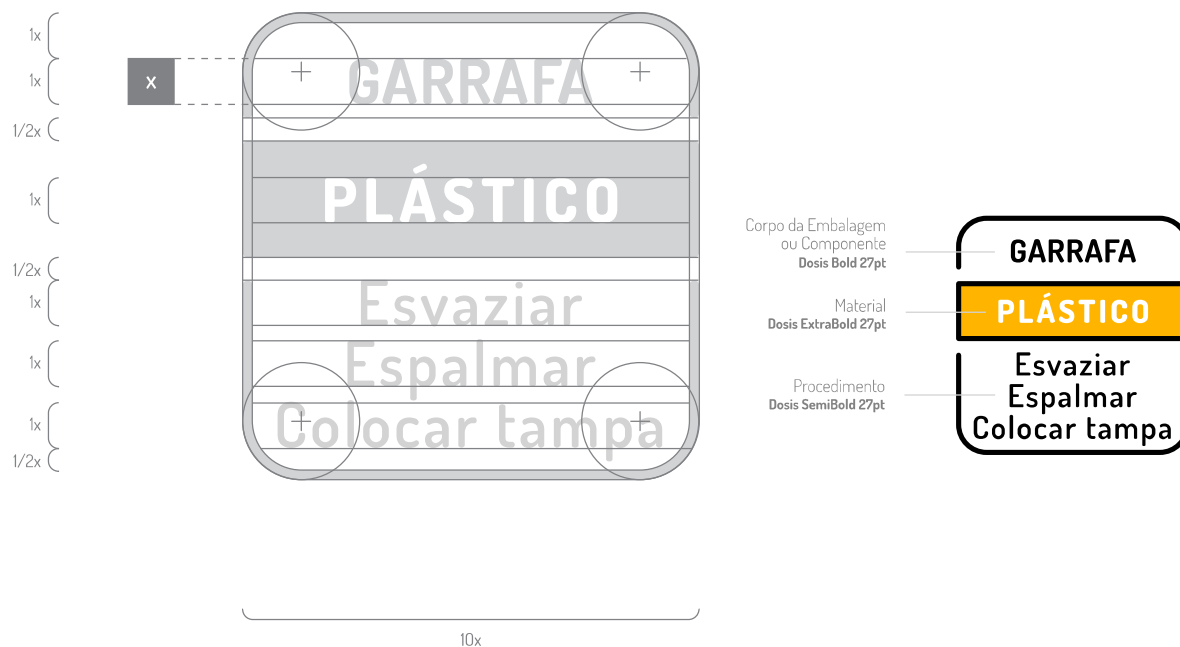 1x
1x
1/2x
1x
1/2x
1x
1x
1x
1/2x
x
GARRAFA
PLÁSTICO
Esvaziar
Espalmar
Colocar tampa
10x
Corpo da Embalagem
ou Componente
Dosis Bold 27pt
Material
Dosis ExtraBold 27pt
Procedimento
Dosis SemiBold 27pt
GARRAFA
PLÁSTICO
Esvaziar
Espalmar
Colocar tampa